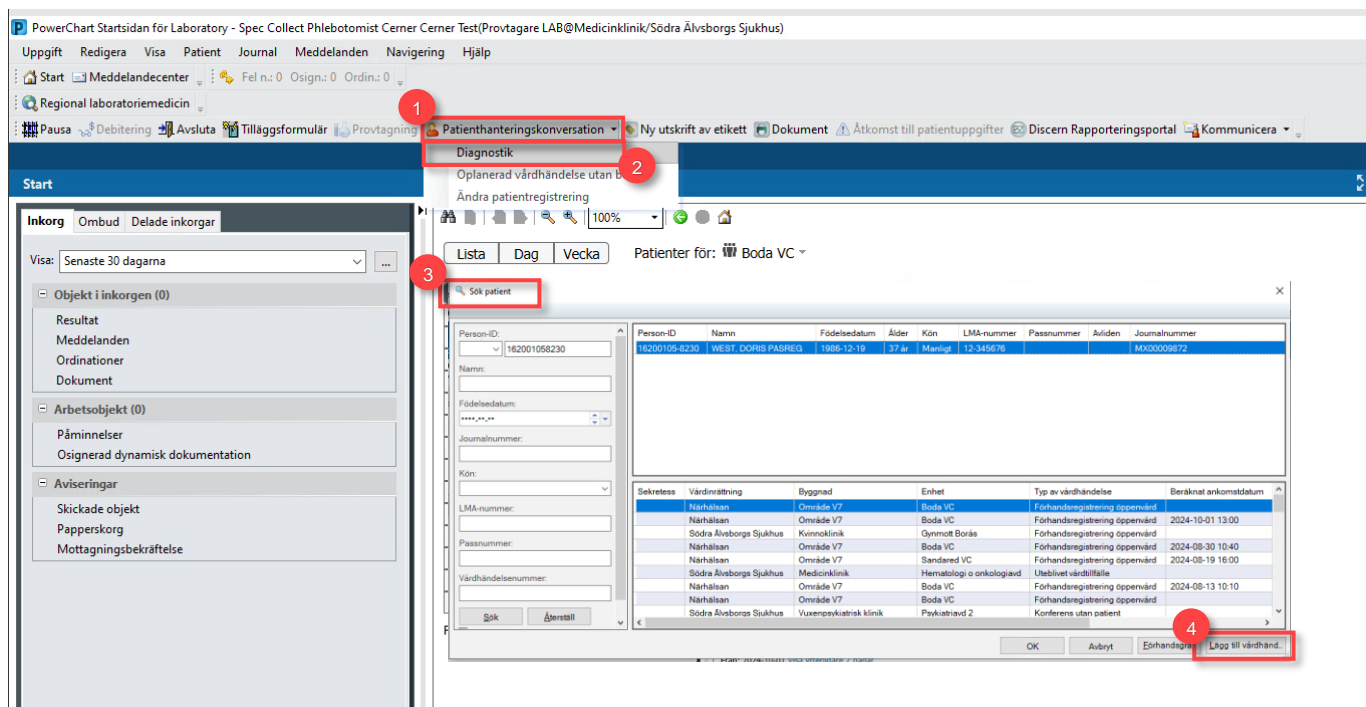 PowerChart Startsidan för Laboratory - Spec Collect Phlebotomist Cerner Cerner Test(Provtagare LAB@Medicinklinik/Södra Älvsborgs Sjukhus)
Uppgift Redigera Visa Patient Journal Meddelanden Navigering Hjälp
Start Meddelandecenter Fel n.: 0 Osign.: 0 Ordin.: 0
Regional laboratoriemedicin
1
Pausa Debitering Avsluta Tilläggsformulär Provtagning Patienthanteringskonversation Ny utskrift av etikett Dokument Åtkomst till patientuppgifter Discern Rapporteringsportal Kommunicera
Diagnostik
2
Oplanerad vårdhändelse utan b
Ändra patientregistrering
Start
Inkorg Ombud Delade inkorgar
100%
Visa: Senaste 30 dagarna ...
Lista Dag Vecka Patienter för: Boda VC
Objekt i inkorgen (0)
Resultat
Meddelanden
Ordinationer
Dokument
Arbetsobjekt (0)
Påminnelser
Osignerad dynamisk dokumentation
Aviseringar
Skickade objekt
Papperskorg
Mottagningsbekräftelse
3
Sök patient
Person-ID:
162001058230
Namn:
Födelsedatum:
****-**-**
Journalnummer:
Kön:
LMA-nummer:
Passnummer:
Vårdhändelsenummer:
Sök Återställ
Person-ID Namn Födelsedatum Ålder Kön LMA-nummer Passnummer Avliden Journalnummer
16200105-8230 WEST, DORIS PASREG 1986-12-19 37 år Manligt 12-345676 MX00009872
Sekretess Vårdinrättning Byggnad Enhet Typ av vårdhändelse Beräknat ankomstdatum
Närhälsan Område V7 Boda VC Förhandsregistrering öppenvård
Närhälsan Område V7 Boda VC Förhandsregistrering öppenvård 2024-10-01 13:00
Södra Älvsborgs Sjukhus Kvinnoklinik Gynmott Borås Förhandsregistrering öppenvård
Närhälsan Område V7 Boda VC Förhandsregistrering öppenvård 2024-08-30 10:40
Närhälsan Område V7 Sandared VC Förhandsregistrering öppenvård 2024-08-19 16:00
Södra Älvsborgs Sjukhus Medicinklinik Hematologi o onkologiavd Uteblivet vårdtillfälle
Närhälsan Område V7 Boda VC Förhandsregistrering öppenvård 2024-08-13 10:10
Närhälsan Område V7 Boda VC Förhandsregistrering öppenvård
Södra Älvsborgs Sjukhus Vuxenpsykiatrisk klinik Psykiatriavd 2 Konferens utan patient
4
OK Avbryt Förhandsgra Lägg till vårdhänd..